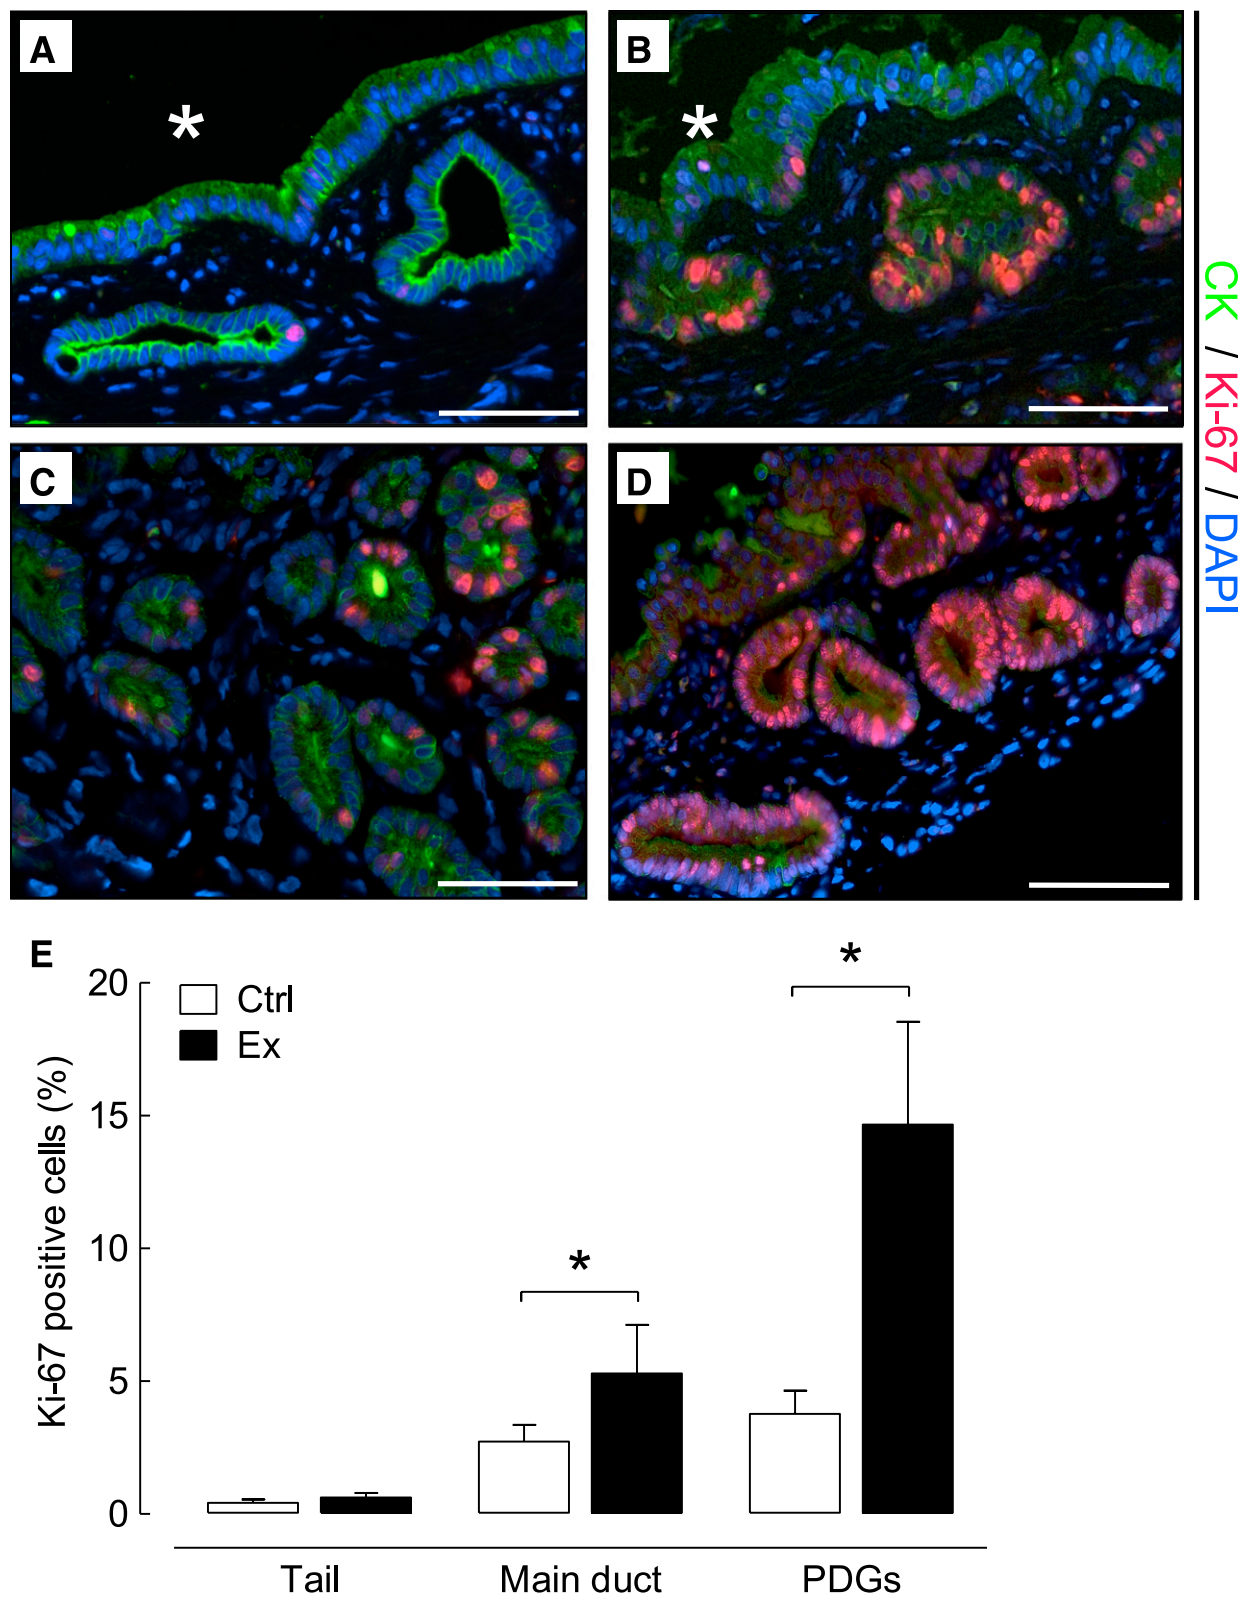 A
*
B
*
C
D
CK / Ki-67 / DAPI
E
Ki-67 positive cells (%)
20
15
10
5
0
Ctrl
Ex
*
*
Tail
Main duct
PDGs